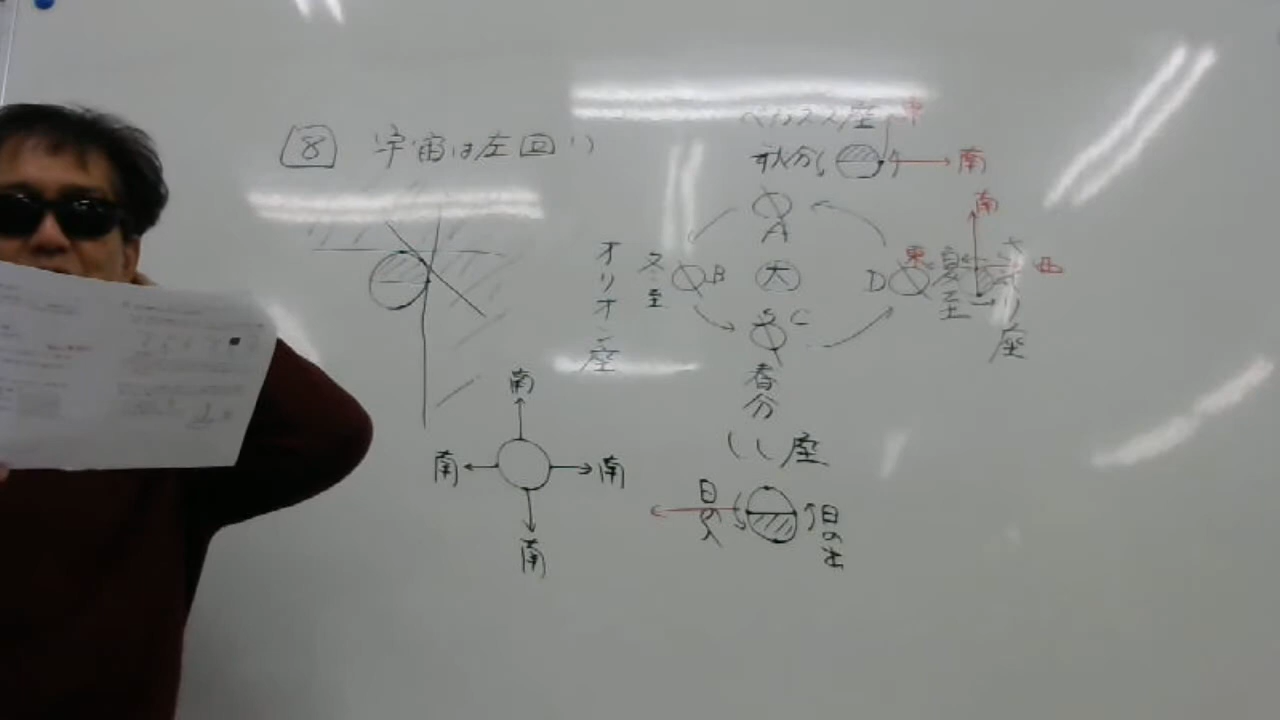 8 宇宙は左回り
ペガスス座
秋分
南
南
A
オリオン座
冬至
B
太
D
東
夏至
西
さそり座
C
春分
しし座
南
南
南
南
日の入
日の出